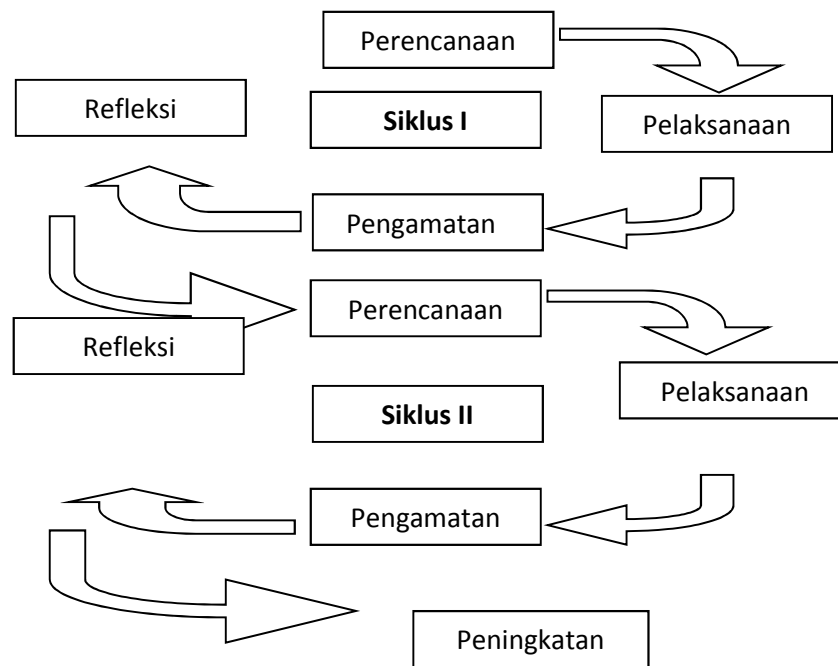 Perencanaan
Refleksi
Siklus I
Pelaksanaan
Pengamatan
Perencanaan
Refleksi
Pelaksanaan
Siklus II
Pengamatan
Peningkatan